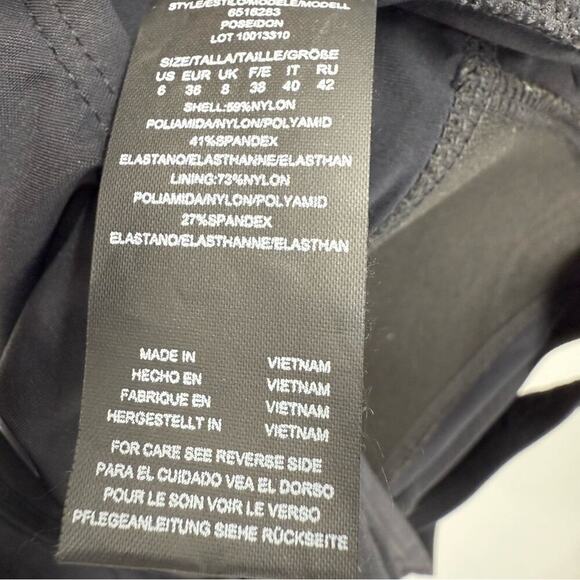 STYLE/ESTILO/MODELE/MODELL
6516283
POSEIDON
LOT 10013310
SIZE/TALLA/TAILLE/GRÖßE
US EUR UK F/E IT RU
6 36 8 38 40 42
SHELL:59%NYLON
POLIAMIDA/NYLON/POLYAMID
41%SPANDEX
ELASTANO/ELASTHANNE/ELASTHAN
LINING:73%NYLON
POLIAMIDA/NYLON/POLYAMID
27%SPANDEX
ELASTANO/ELASTHANNE/ELASTHAN
MADE IN VIETNAM
HECHO EN VIETNAM
FABRIQUE EN VIETNAM
HERGESTELLT IN VIETNAM
FOR CARE SEE REVERSE SIDE
PARA EL CUIDADO VEA EL DORSO
POUR LE SOIN VOIR LE VERSO
PFLEGEANLEITUNG SIEHE RÜCKSEITE